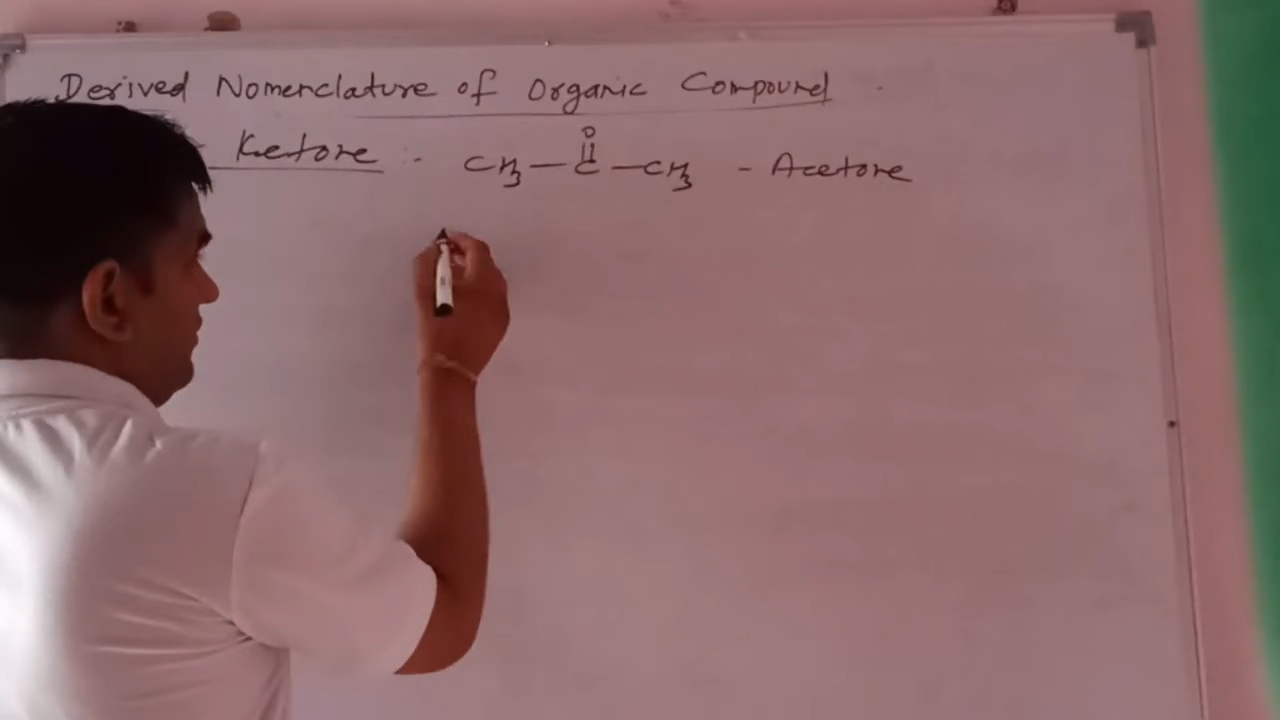 Derived Nomenclature of Organic Compound
Ketone :- CH3 — C — CH3 - Acetone
O
||